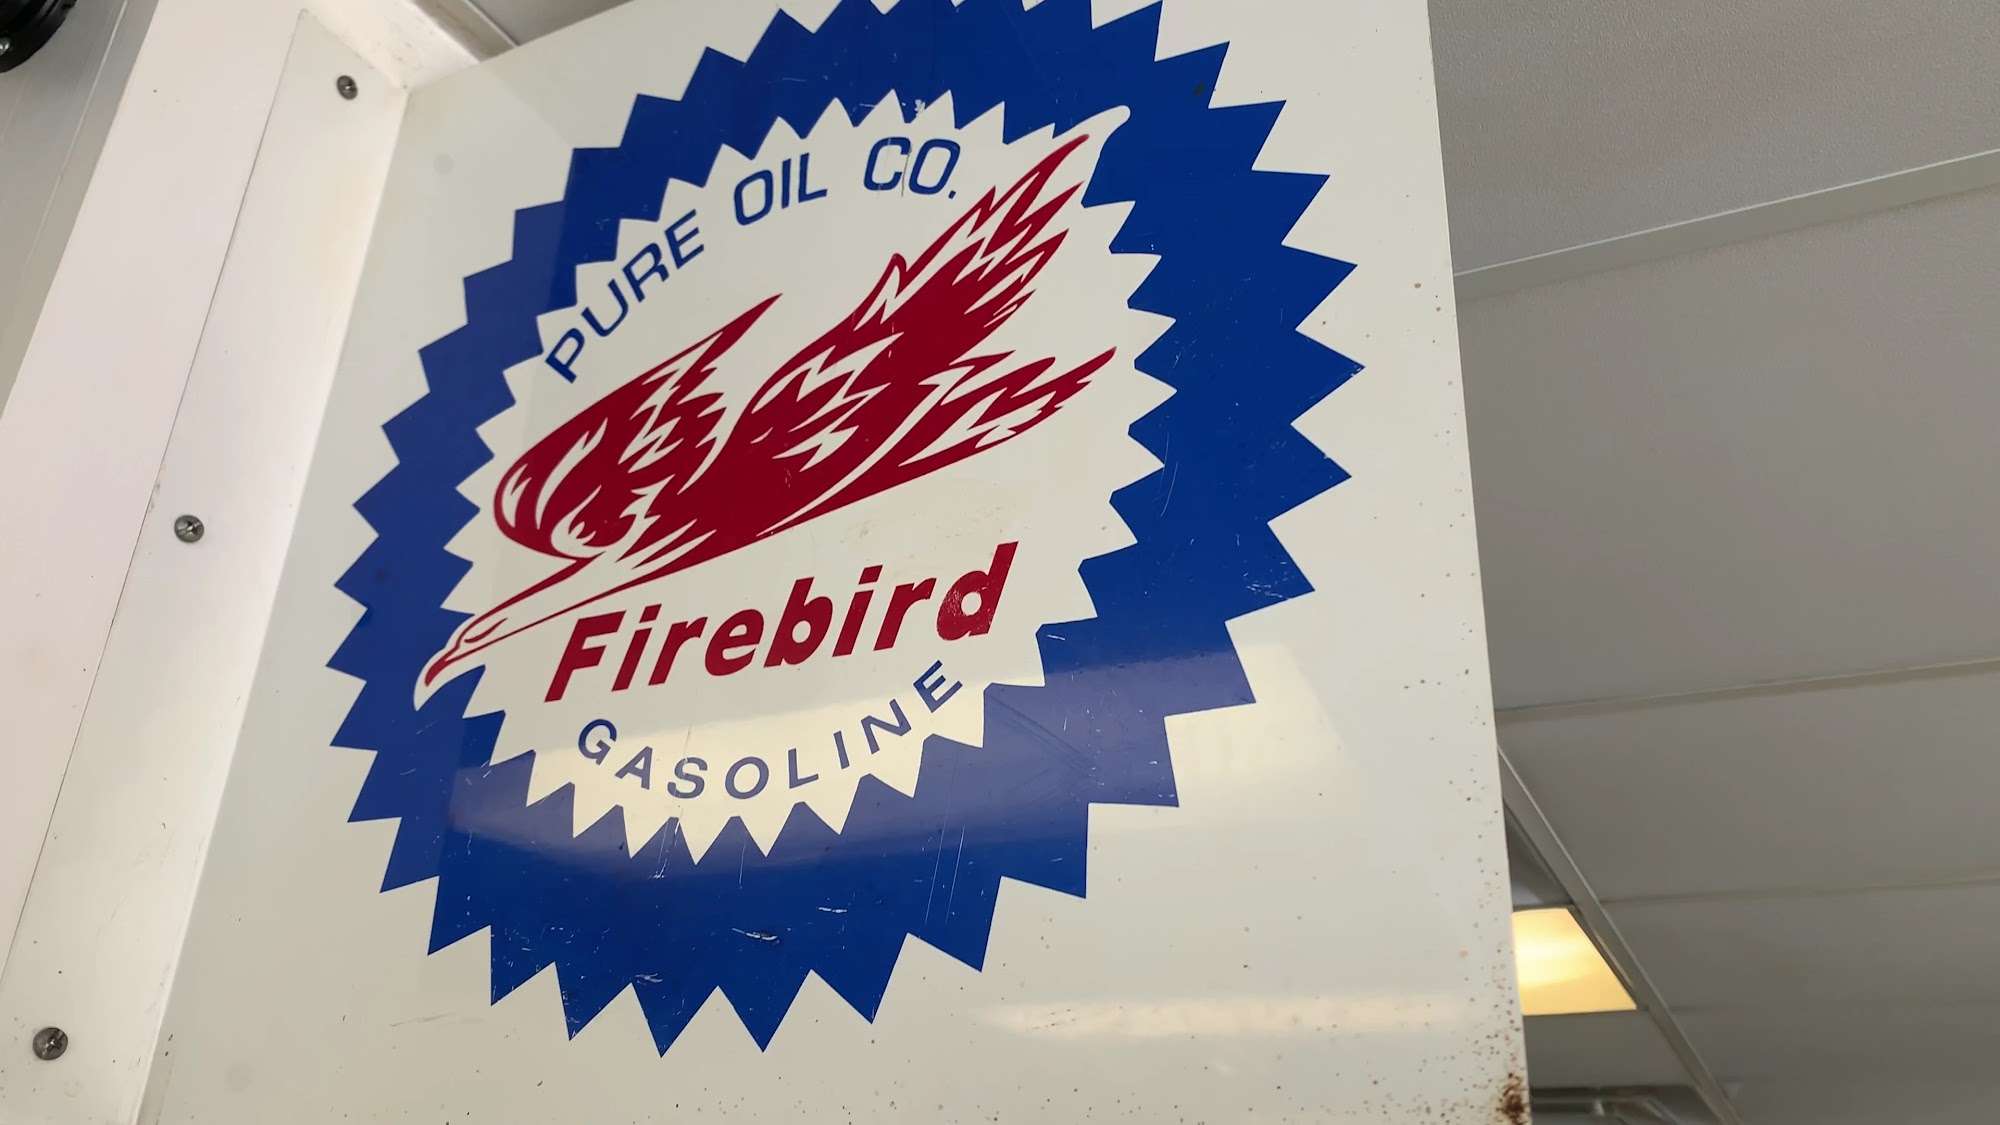 PURE OIL CO.
Firebird
GASOLINE